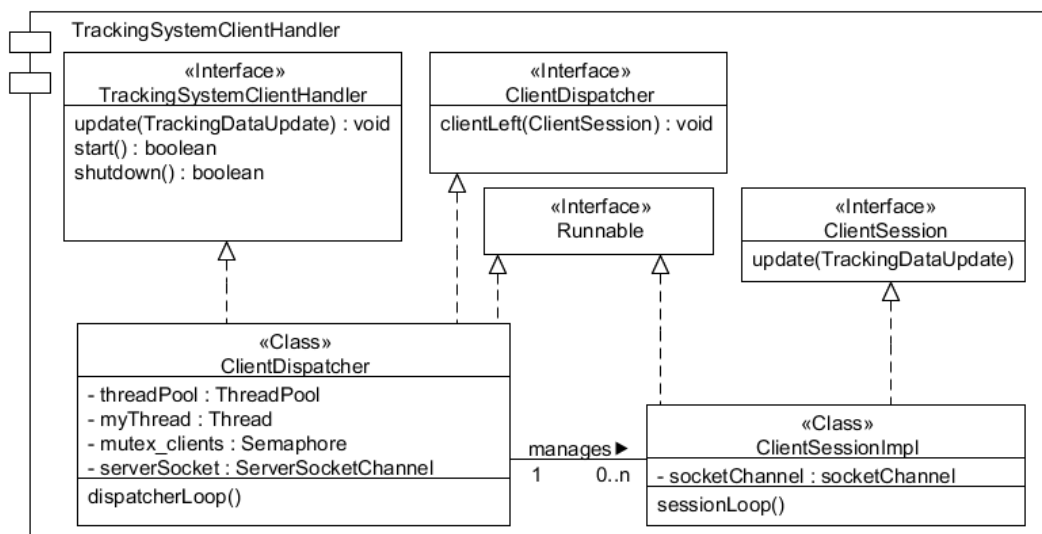 TrackingSystemClientHandler
«Interface»
TrackingSystemClientHandler
update(TrackingDataUpdate) : void
start() : boolean
shutdown() : boolean
«Interface»
ClientDispatcher
clientLeft(ClientSession) : void
«Interface»
Runnable
«Interface»
ClientSession
update(TrackingDataUpdate)
«Class»
ClientDispatcher
- threadPool : ThreadPool
- myThread : Thread
- mutex_clients : Semaphore
- serverSocket : ServerSocketChannel
dispatcherLoop()
manages
1 0..n
«Class»
ClientSessionImpl
- socketChannel : socketChannel
sessionLoop()